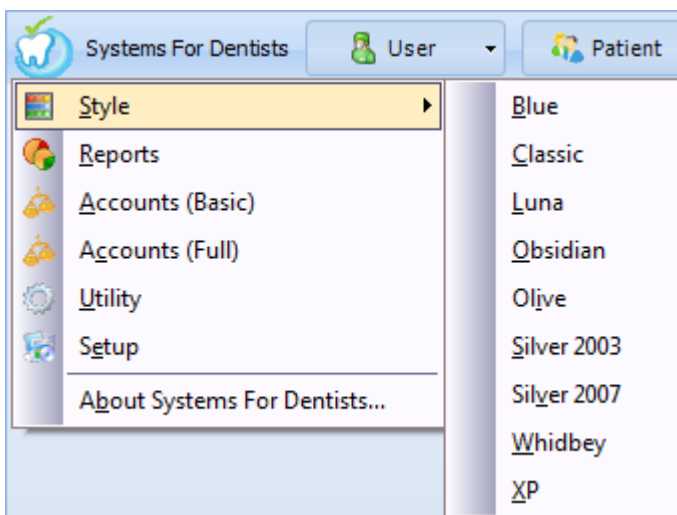 Systems For Dentists User Patient
Style
Reports
Accounts (Basic)
Accounts (Full)
Utility
Setup
About Systems For Dentists...
Blue
Classic
Luna
Obsidian
Olive
Silver 2003
Silver 2007
Whidbey
XP